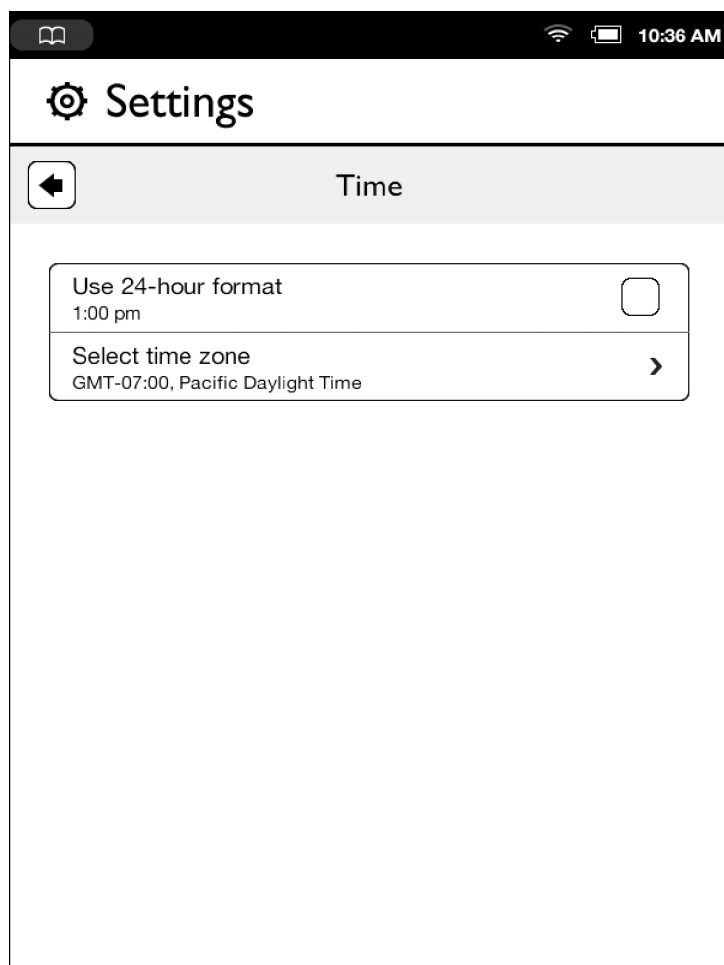 10:36 AM
Settings
Time
Use 24-hour format
1:00 pm
Select time zone
GMT-07:00, Pacific Daylight Time